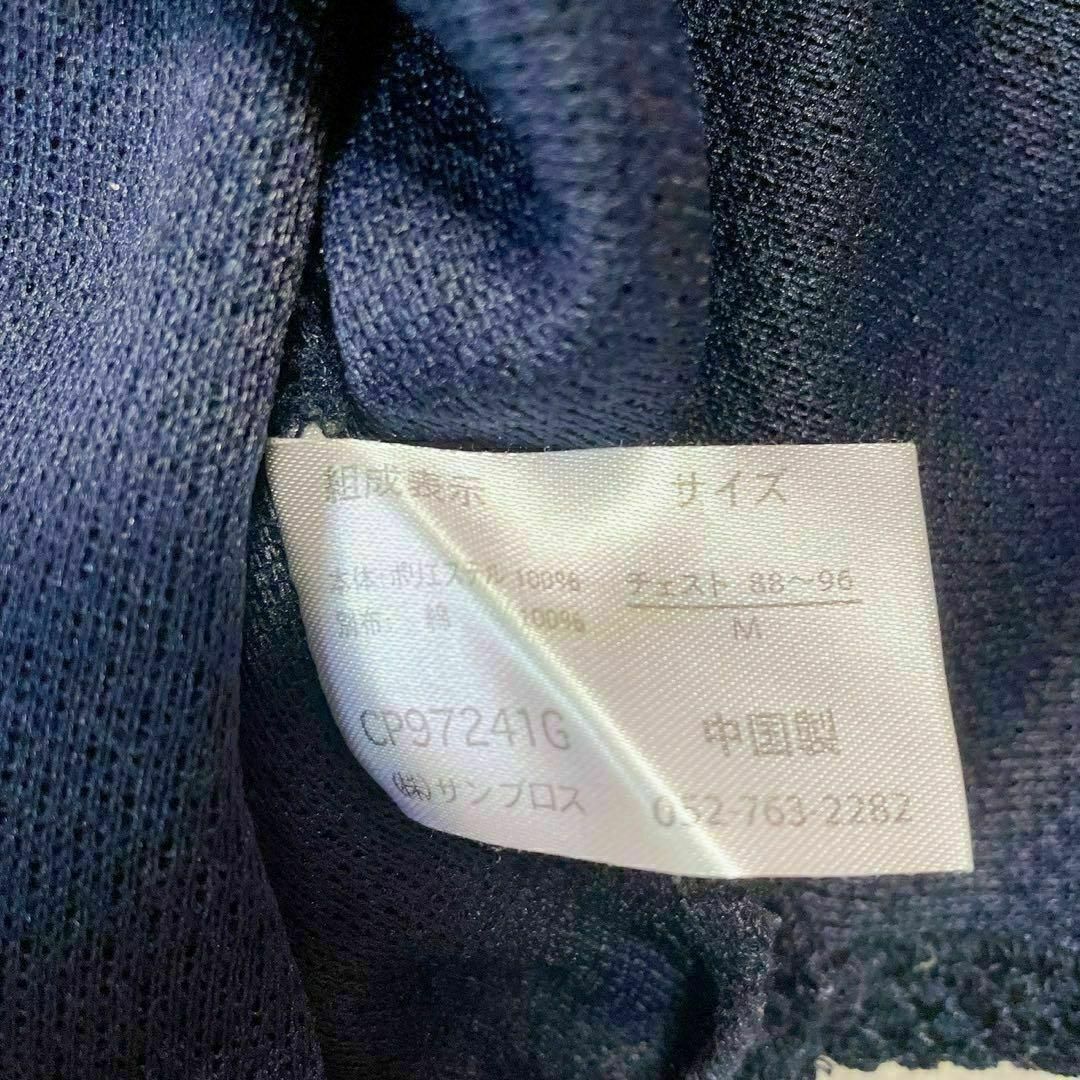 組成表示
本体:ポリエステル 100%
別布: 綿 100%
CP97241G
㈱サンブロス
サイズ
チェスト 88～96
M
中国製
052-763-2282